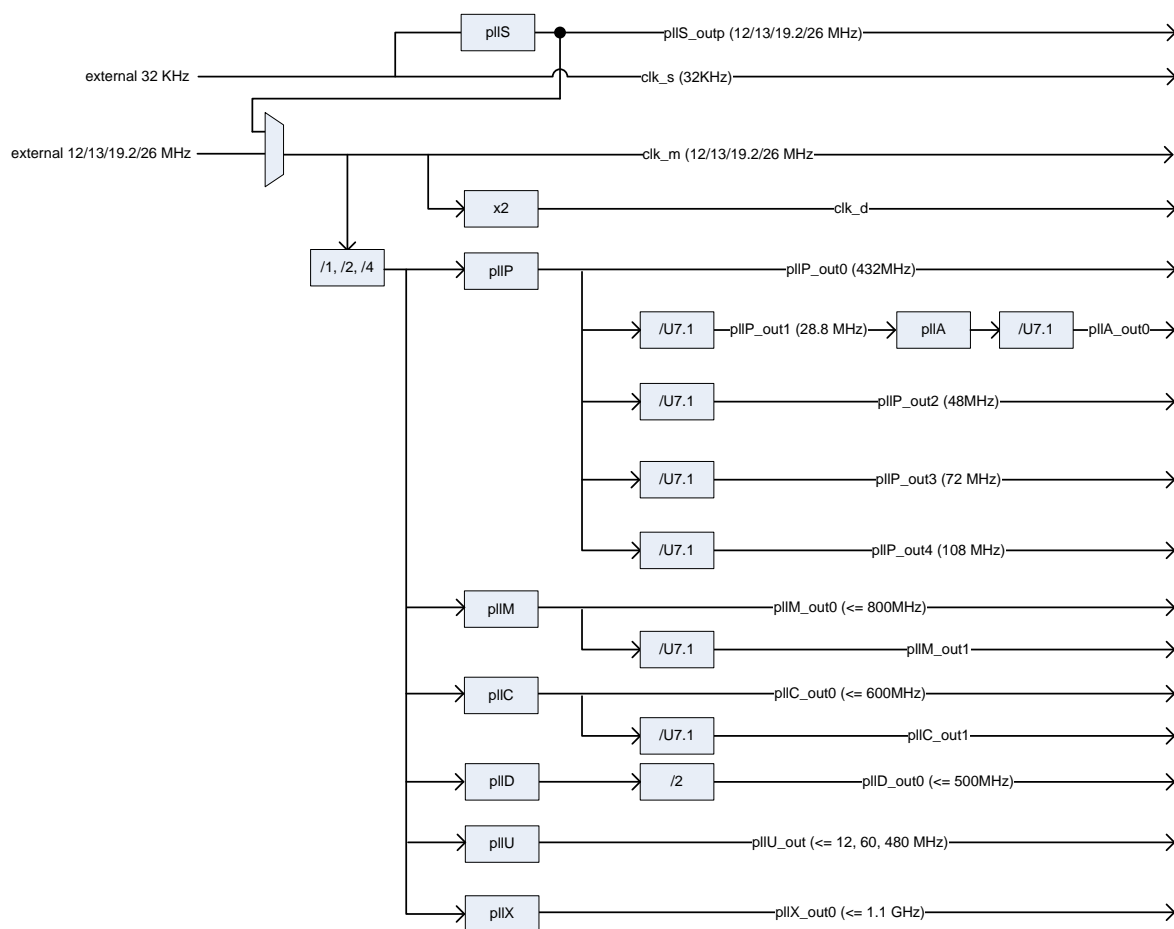 pllS
pllS_outp (12/13/19.2/26 MHz)
external 32 KHz
clk_s (32KHz)
external 12/13/19.2/26 MHz
clk_m (12/13/19.2/26 MHz
x2
clk_d
/1, /2, /4
pllP
pllP_out0 (432MHz)
/U7.1
pllP_out1 (28.8 MHz)
pllA
/U7.1
pllA_out0
/U7.1
pllP_out2 (48MHz)
/U7.1
pllP_out3 (72 MHz)
/U7.1
pllP_out4 (108 MHz)
pllM
pllM_out0 (<= 800MHz)
/U7.1
pllM_out1
pllC
pllC_out0 (<= 600MHz)
/U7.1
pllC_out1
pllD
/2
pllD_out0 (<= 500MHz)
pllU
pllU_out (<= 12, 60, 480 MHz)
pllX
pllX_out0 (<= 1.1 GHz)